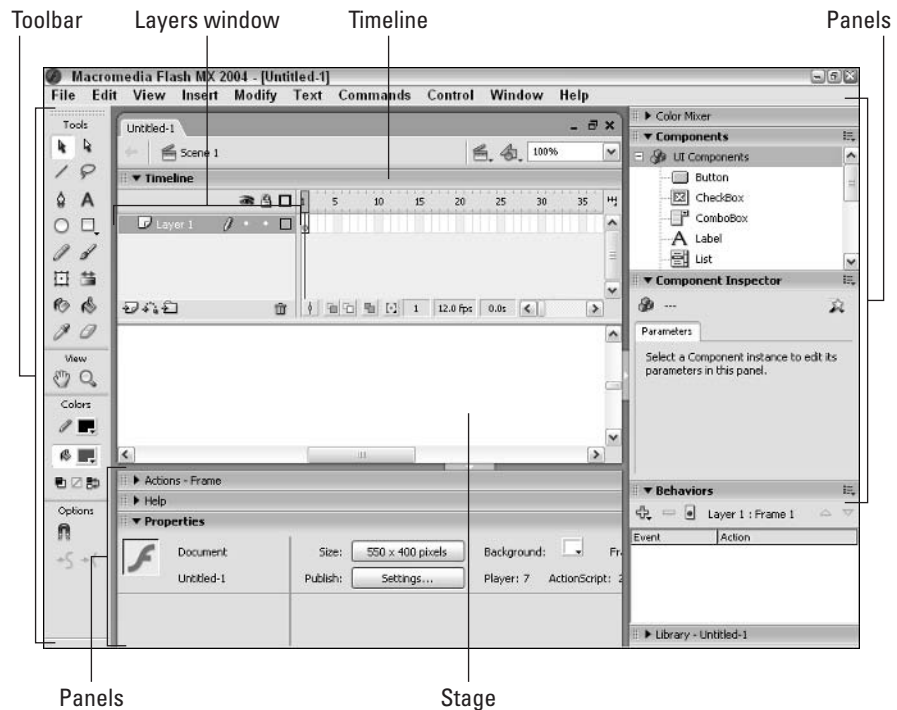 Toolbar
Layers window
Timeline
Panels
Macromedia Flash MX 2004 - [Untitled-1]
File Edit View Insert Modify Text Commands Control Window Help
Tools
View
Colors
Options
Untitled-1
Scene 1
100%
Timeline
1 5 10 15 20 25 30 35
Layer 1
1 12.0 fps 0.0s
Actions - Frame
Help
Properties
Document
Untitled-1
Size: 550 x 400 pixels
Background:
Publish: Settings...
Player: 7
ActionScript: 2
Color Mixer
Components
UI Components
Button
CheckBox
ComboBox
Label
List
Component Inspector
---
Parameters
Select a Component instance to edit its
parameters in this panel.
Behaviors
Layer 1 : Frame 1
Event Action
Library - Untitled-1
Panels
Stage